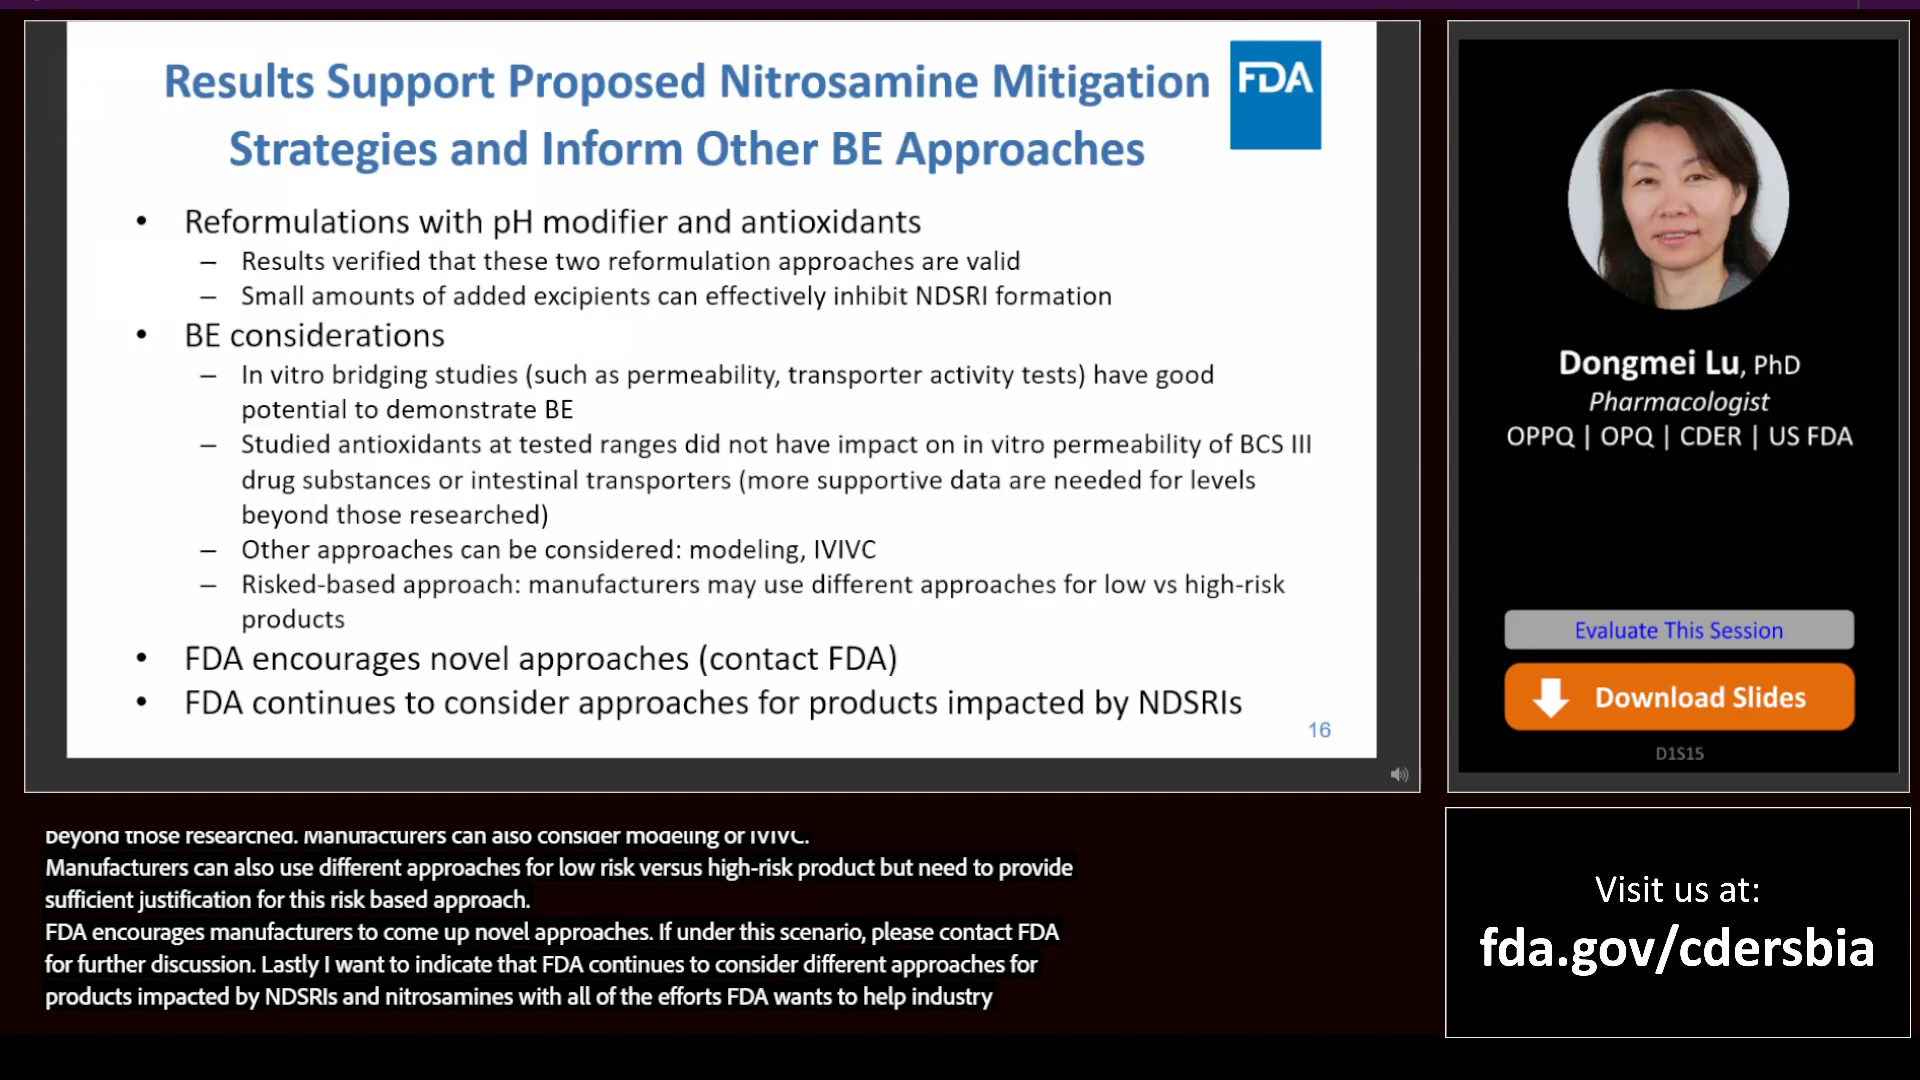 Results Support Proposed Nitrosamine Mitigation
Strategies and Inform Other BE Approaches
FDA
• Reformulations with pH modifier and antioxidants
– Results verified that these two reformulation approaches are valid
– Small amounts of added excipients can effectively inhibit NDSRI formation
• BE considerations
– In vitro bridging studies (such as permeability, transporter activity tests) have good
potential to demonstrate BE
– Studied antioxidants at tested ranges did not have impact on in vitro permeability of BCS III
drug substances or intestinal transporters (more supportive data are needed for levels
beyond those researched)
– Other approaches can be considered: modeling, IVIVC
– Risked-based approach: manufacturers may use different approaches for low vs high-risk
products
• FDA encourages novel approaches (contact FDA)
• FDA continues to consider approaches for products impacted by NDSRIs
16
Dongmei Lu, PhD
Pharmacologist
OPPQ | OPQ | CDER | US FDA
Evaluate This Session
Download Slides
D1S15
beyond those researched. Manufacturers can also consider modeling or IVIVC.
Manufacturers can also use different approaches for low risk versus high-risk product but need to provide
sufficient justification for this risk based approach.
FDA encourages manufacturers to come up novel approaches. If under this scenario, please contact FDA
for further discussion. Lastly I want to indicate that FDA continues to consider different approaches for
products impacted by NDSRIs and nitrosamines with all of the efforts FDA wants to help industry
Visit us at:
fda.gov/cdersbia